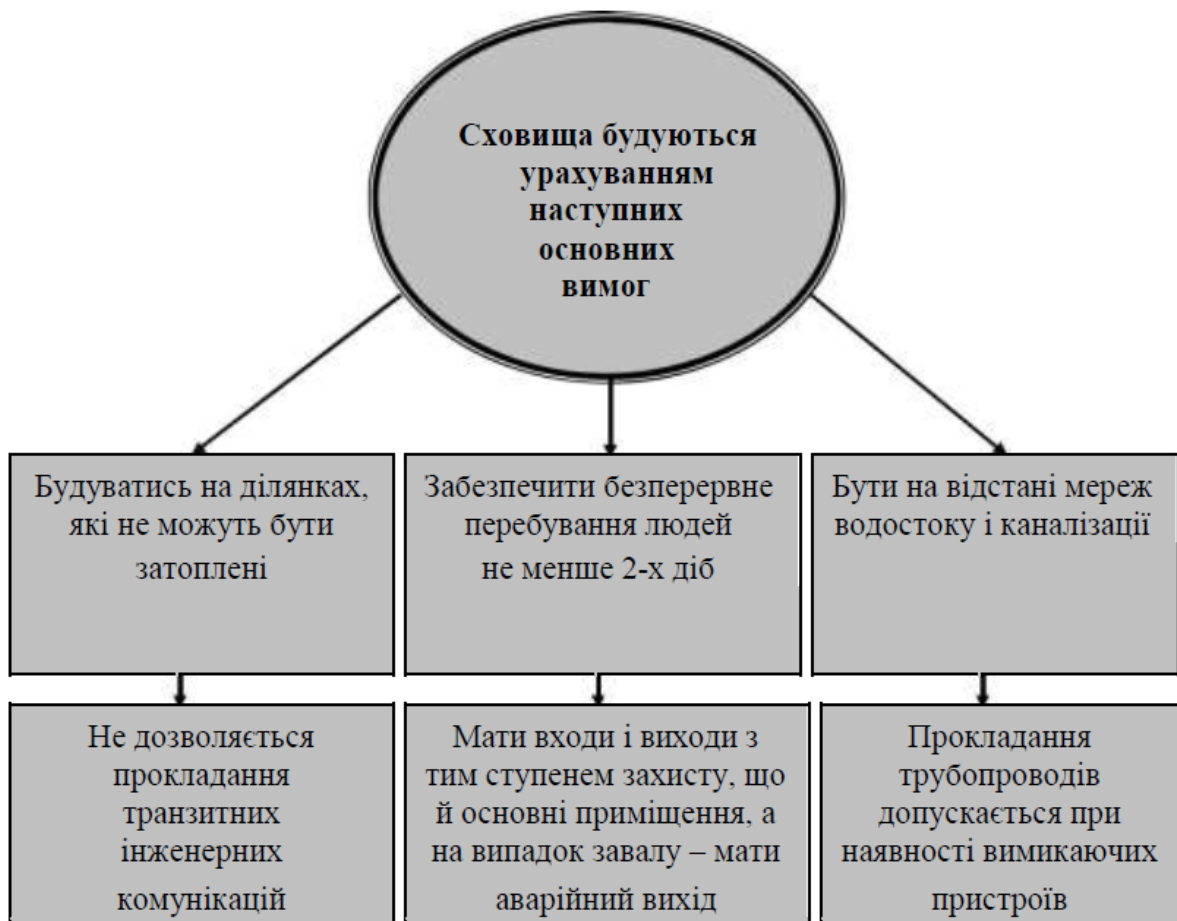 Сховища будуються
урахуванням
наступних
основних
вимог
Будуватись на ділянках,
які не можуть бути
затоплені
Забезпечити безперервне
перебування людей
не менше 2-х діб
Бути на відстані мереж
водостоку і каналізації
Не дозволяється
прокладання
транзитних
інженерних
комунікацій
Мати входи і виходи з
тим ступенем захисту, що
й основні приміщення, а
на випадок завалу – мати
аварійний вихід
Прокладання
трубопроводів
допускається при
наявності вимикаючих
пристроїв